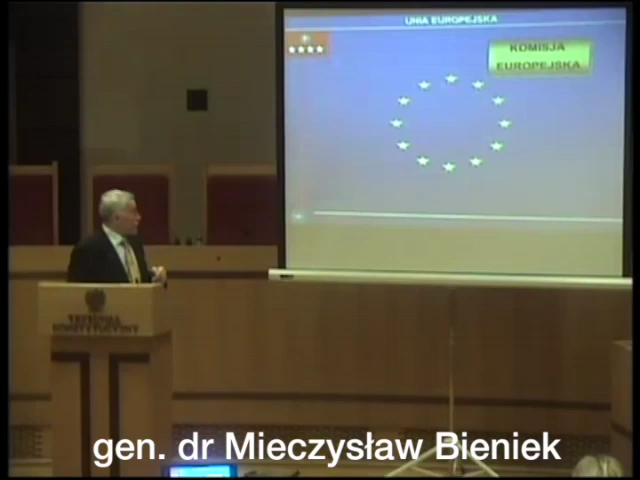 UNIA EUROPEJSKA
KOMISJA
EUROPEJSKA
TRYBUNAŁ
KONSTYTUCYJNY
gen. dr Mieczysław Bieniek